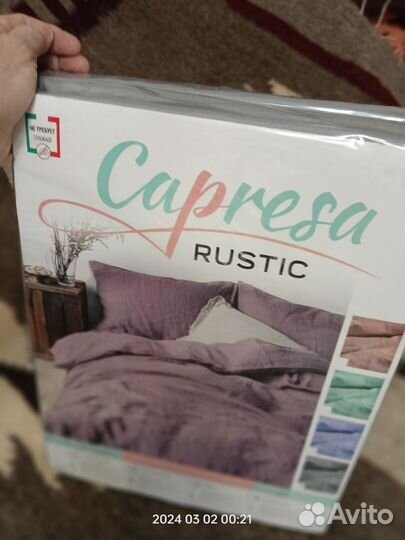 НЕ ТРЕБУЕТ
ГЛАЖКИ
Capresa
RUSTIC
2024 03 02 00:21
Avito